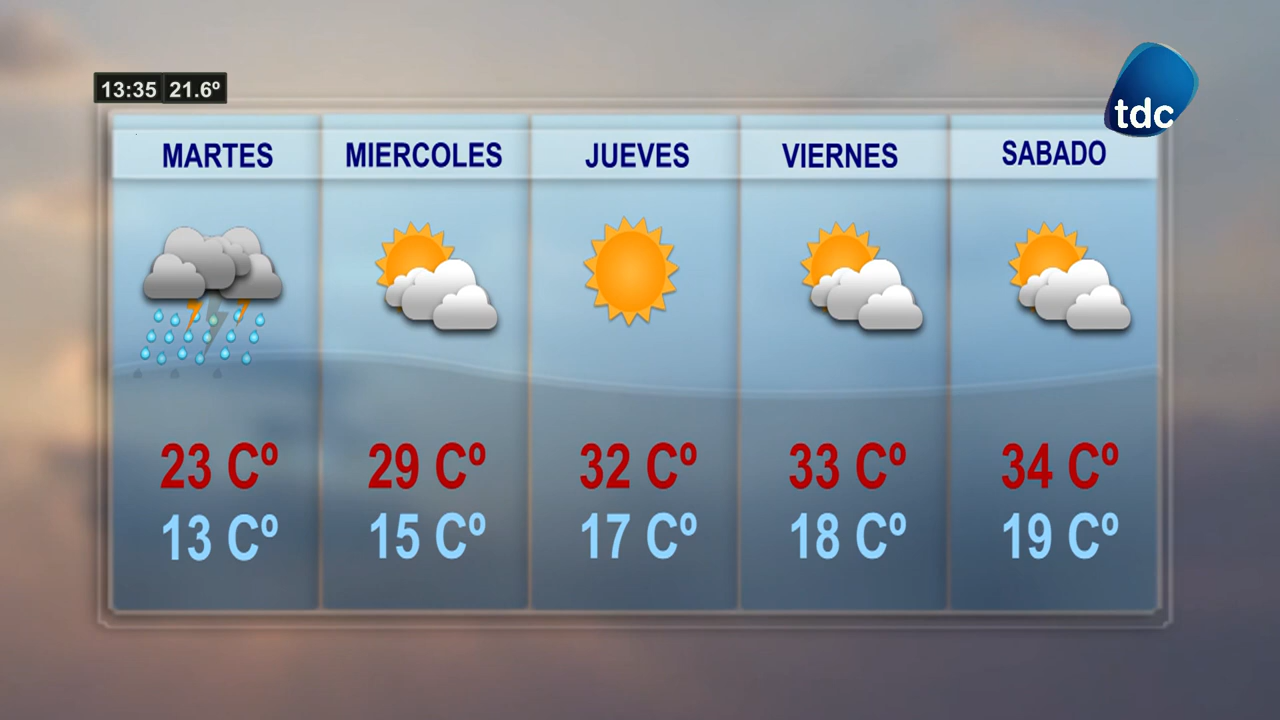 13:35 21.6º
tdc
MARTES MIERCOLES JUEVES VIERNES SABADO
23 Cº 29 Cº 32 Cº 33 Cº 34 Cº
13 Cº 15 Cº 17 Cº 18 Cº 19 Cº